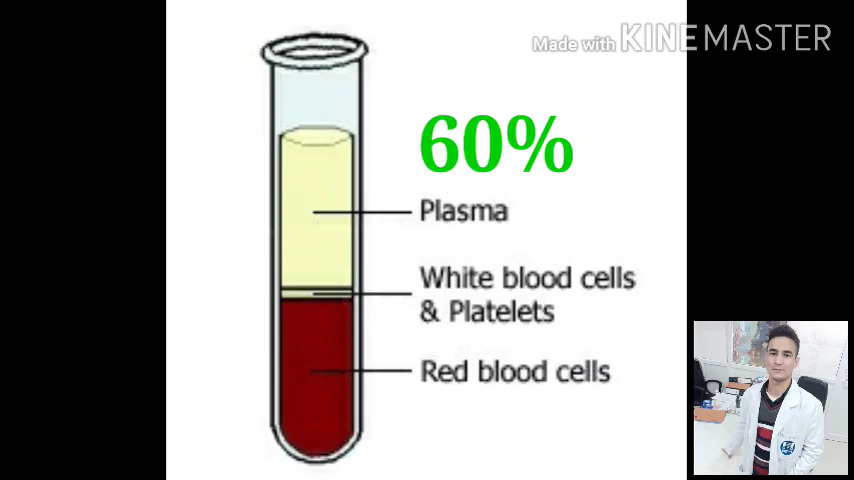 Made with KINEMASTER
60%
Plasma
White blood cells
& Platelets
Red blood cells